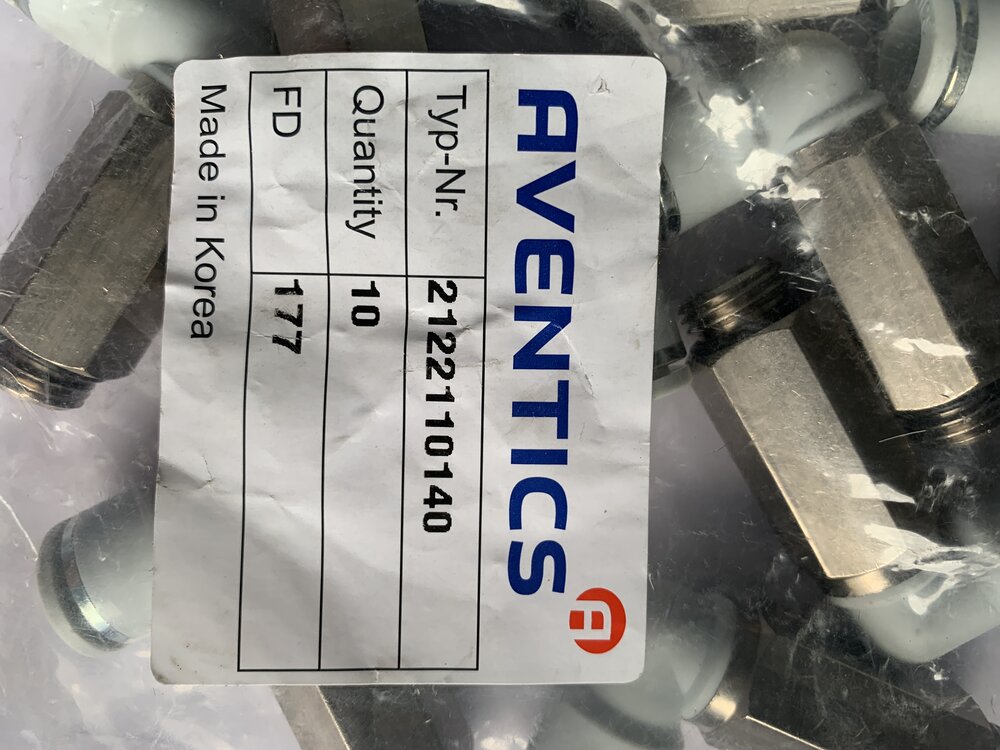 AVENTICS
Typ-Nr. 2122110140
Quantity 10
FD 177
Made in Korea